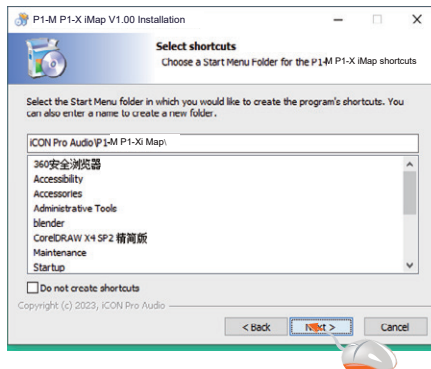 P1-M P1-X iMap V1.00 Installation
Select shortcuts
Choose a Start Menu Folder for the P1-M P1-X iMap shortcuts
Select the Start Menu folder in which you would like to create the program's shortcuts. You
can also enter a name to create a new folder.
iCON Pro Audio\P1-M P1-Xi Map\
360安全浏览器
Accessibility
Accessories
Administrative Tools
blender
CorelDRAW X4 SP2 精简版
Maintenance
Startup
Do not create shortcuts
Copyright (c) 2023, iCON Pro Audio
< Back Next > Cancel